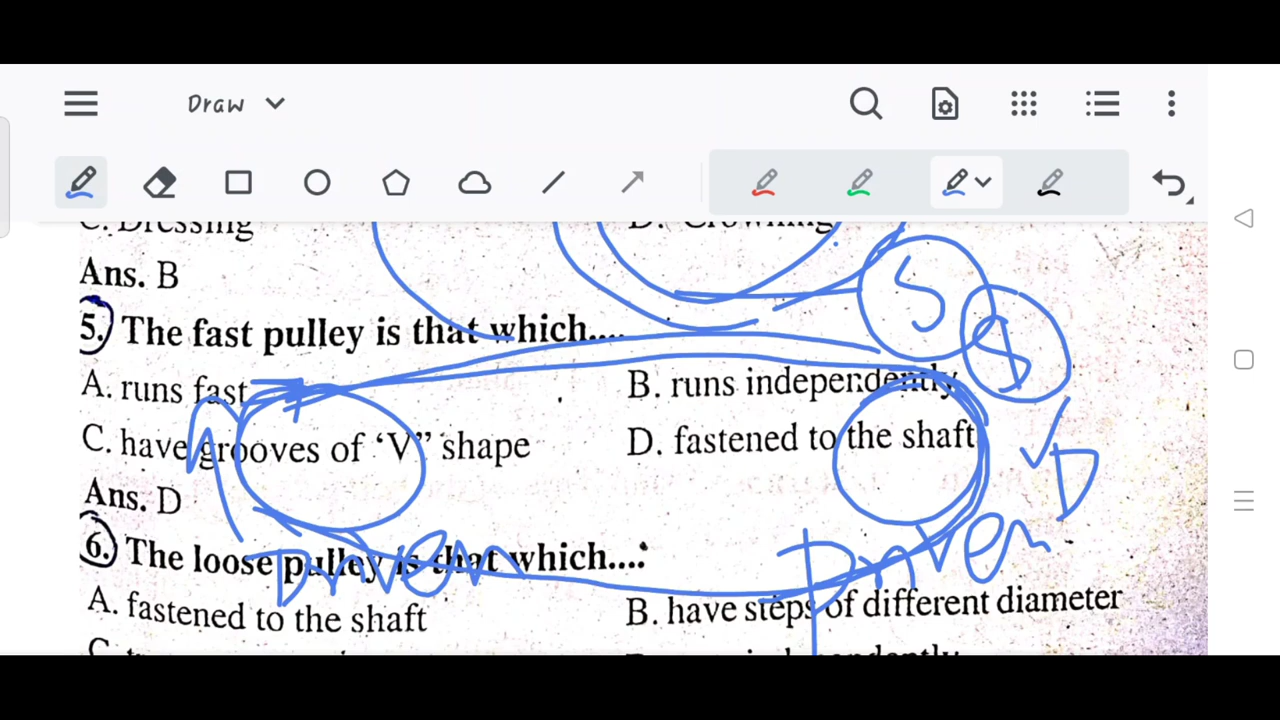 Draw
C. Dressing D. Crowning
Ans. B
5. The fast pulley is that which....
A. runs fast B. runs independently
C. have grooves of ‘V” shape D. fastened to the shaft
Ans. D
6. The loose pulley is that which....
A. fastened to the shaft B. have steps of different diameter
S
D
Driven